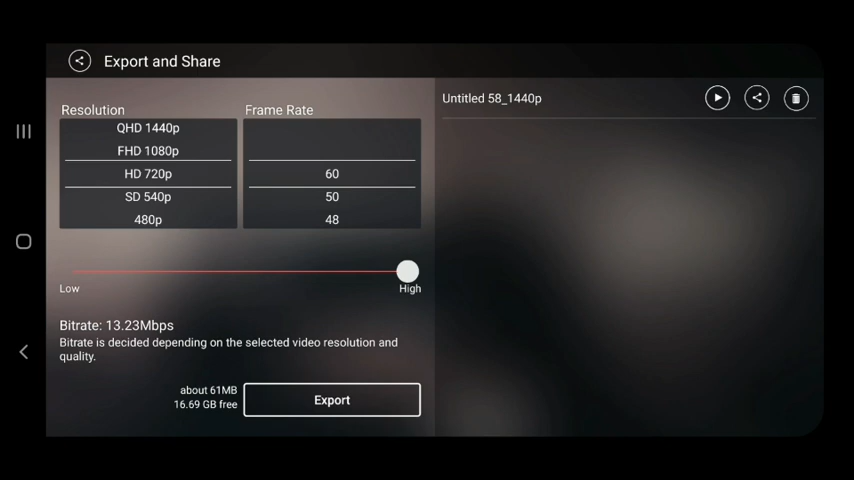 Export and Share
Resolution
QHD 1440p
FHD 1080p
HD 720p
SD 540p
480p
Frame Rate
60
50
48
Low
High
Bitrate: 13.23Mbps
Bitrate is decided depending on the selected video resolution and
quality.
about 61MB
16.69 GB free
Export
Untitled 58_1440p